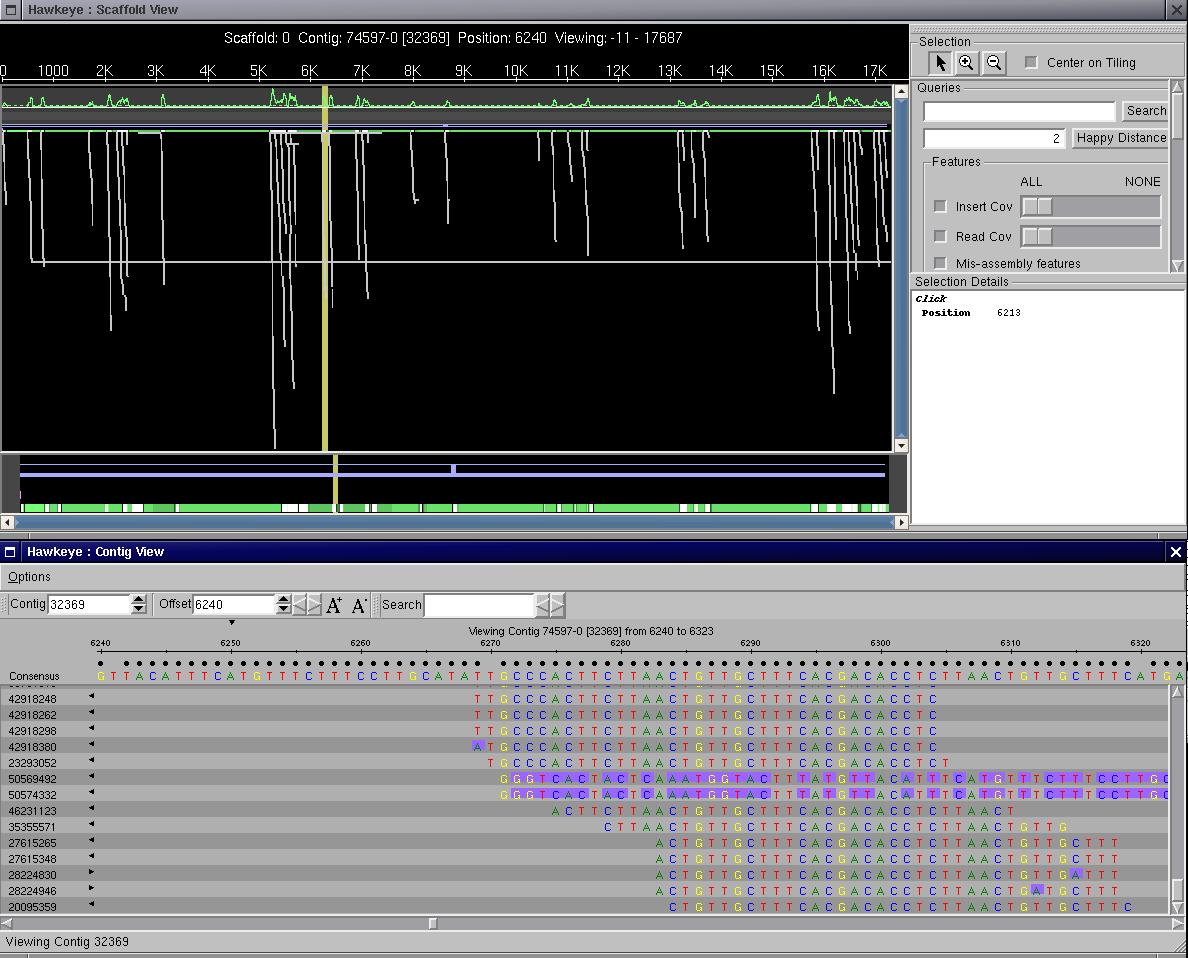 Hawkeye : Scaffold View
Scaffold: 0 Contig: 74597-0 [32369] Position: 6240 Viewing: -11 - 17687
0 1000 2K 3K 4K 5K 6K 7K 8K 9K 10K 11K 12K 13K 14K 15K 16K 17K
Selection
Center on Tiling
Queries
Search
2 Happy Distance
Features
ALL NONE
Insert Cov
Read Cov
Mis-assembly features
Selection Details
Click
Position 6213
Hawkeye : Contig View
Options
Contig 32369 Offset 6240 A+ A- Search
Viewing Contig 74597-0 [32369] from 6240 to 6323
6240 6250 6260 6270 6280 6290 6300 6310 6320
Consensus G T T A C A T T T C A T G T T T C T T T C C T T G C A T A T T G C C C A C T T C T T A A C T G T T G C T T T C A C G A C A C C T C T T A A C T G T T G C T T T C A T G A
42918248 T T G C C C A C T T C T T A A C T G T T G C T T T C A C G A C A C C T C
42918262 T T G C C C A C T T C T T A A C T G T T G C T T T C A C G A C A C C T C
42918298 T T G C C C A C T T C T T A A C T G T T G C T T T C A C G A C A C C T C
42918380 A T G C C C A C T T C T T A A C T G T T G C T T T C A C G A C A C C T C
23293052 T G C C C A C T T C T T A A C T G T T G C T T T C A C G A C A C C T C T
50569492 G G G T C A C T A C T C A A A T G G T A C T T T A T G T T A C A T T T C A T G T T T C T T T C C T T G C
50574332 G G G T C A C T A C T C A A A T G G T A C T T T A T G T T A C A T T T C A T G T T T C T T T C C T T G C
46231123 A C T T C T T A A C T G T T G C T T T C A C G A C A C C T C T T A A C T
35355571 C T T A A C T G T T G C T T T C A C G A C A C C T C T T A A C T G T T G
27615265 A C T G T T G C T T T C A C G A C A C C T C T T A A C T G T T G C T T T
27615348 A C T G T T G C T T T C A C G A C A C C T C T T A A C T G T T G C T T T
28224830 A C T G T T G C T T T C A C G A C A C C T C T T A A C T G T T G A T T T
28224946 A C T G T T G C T T T C A C G A C A C C T C T T A A C T G A T G C T T T
20095359 C T G T T G C T T T C A C G A C A C C T C T T A A C T G T T G C T T T C
Viewing Contig 32369